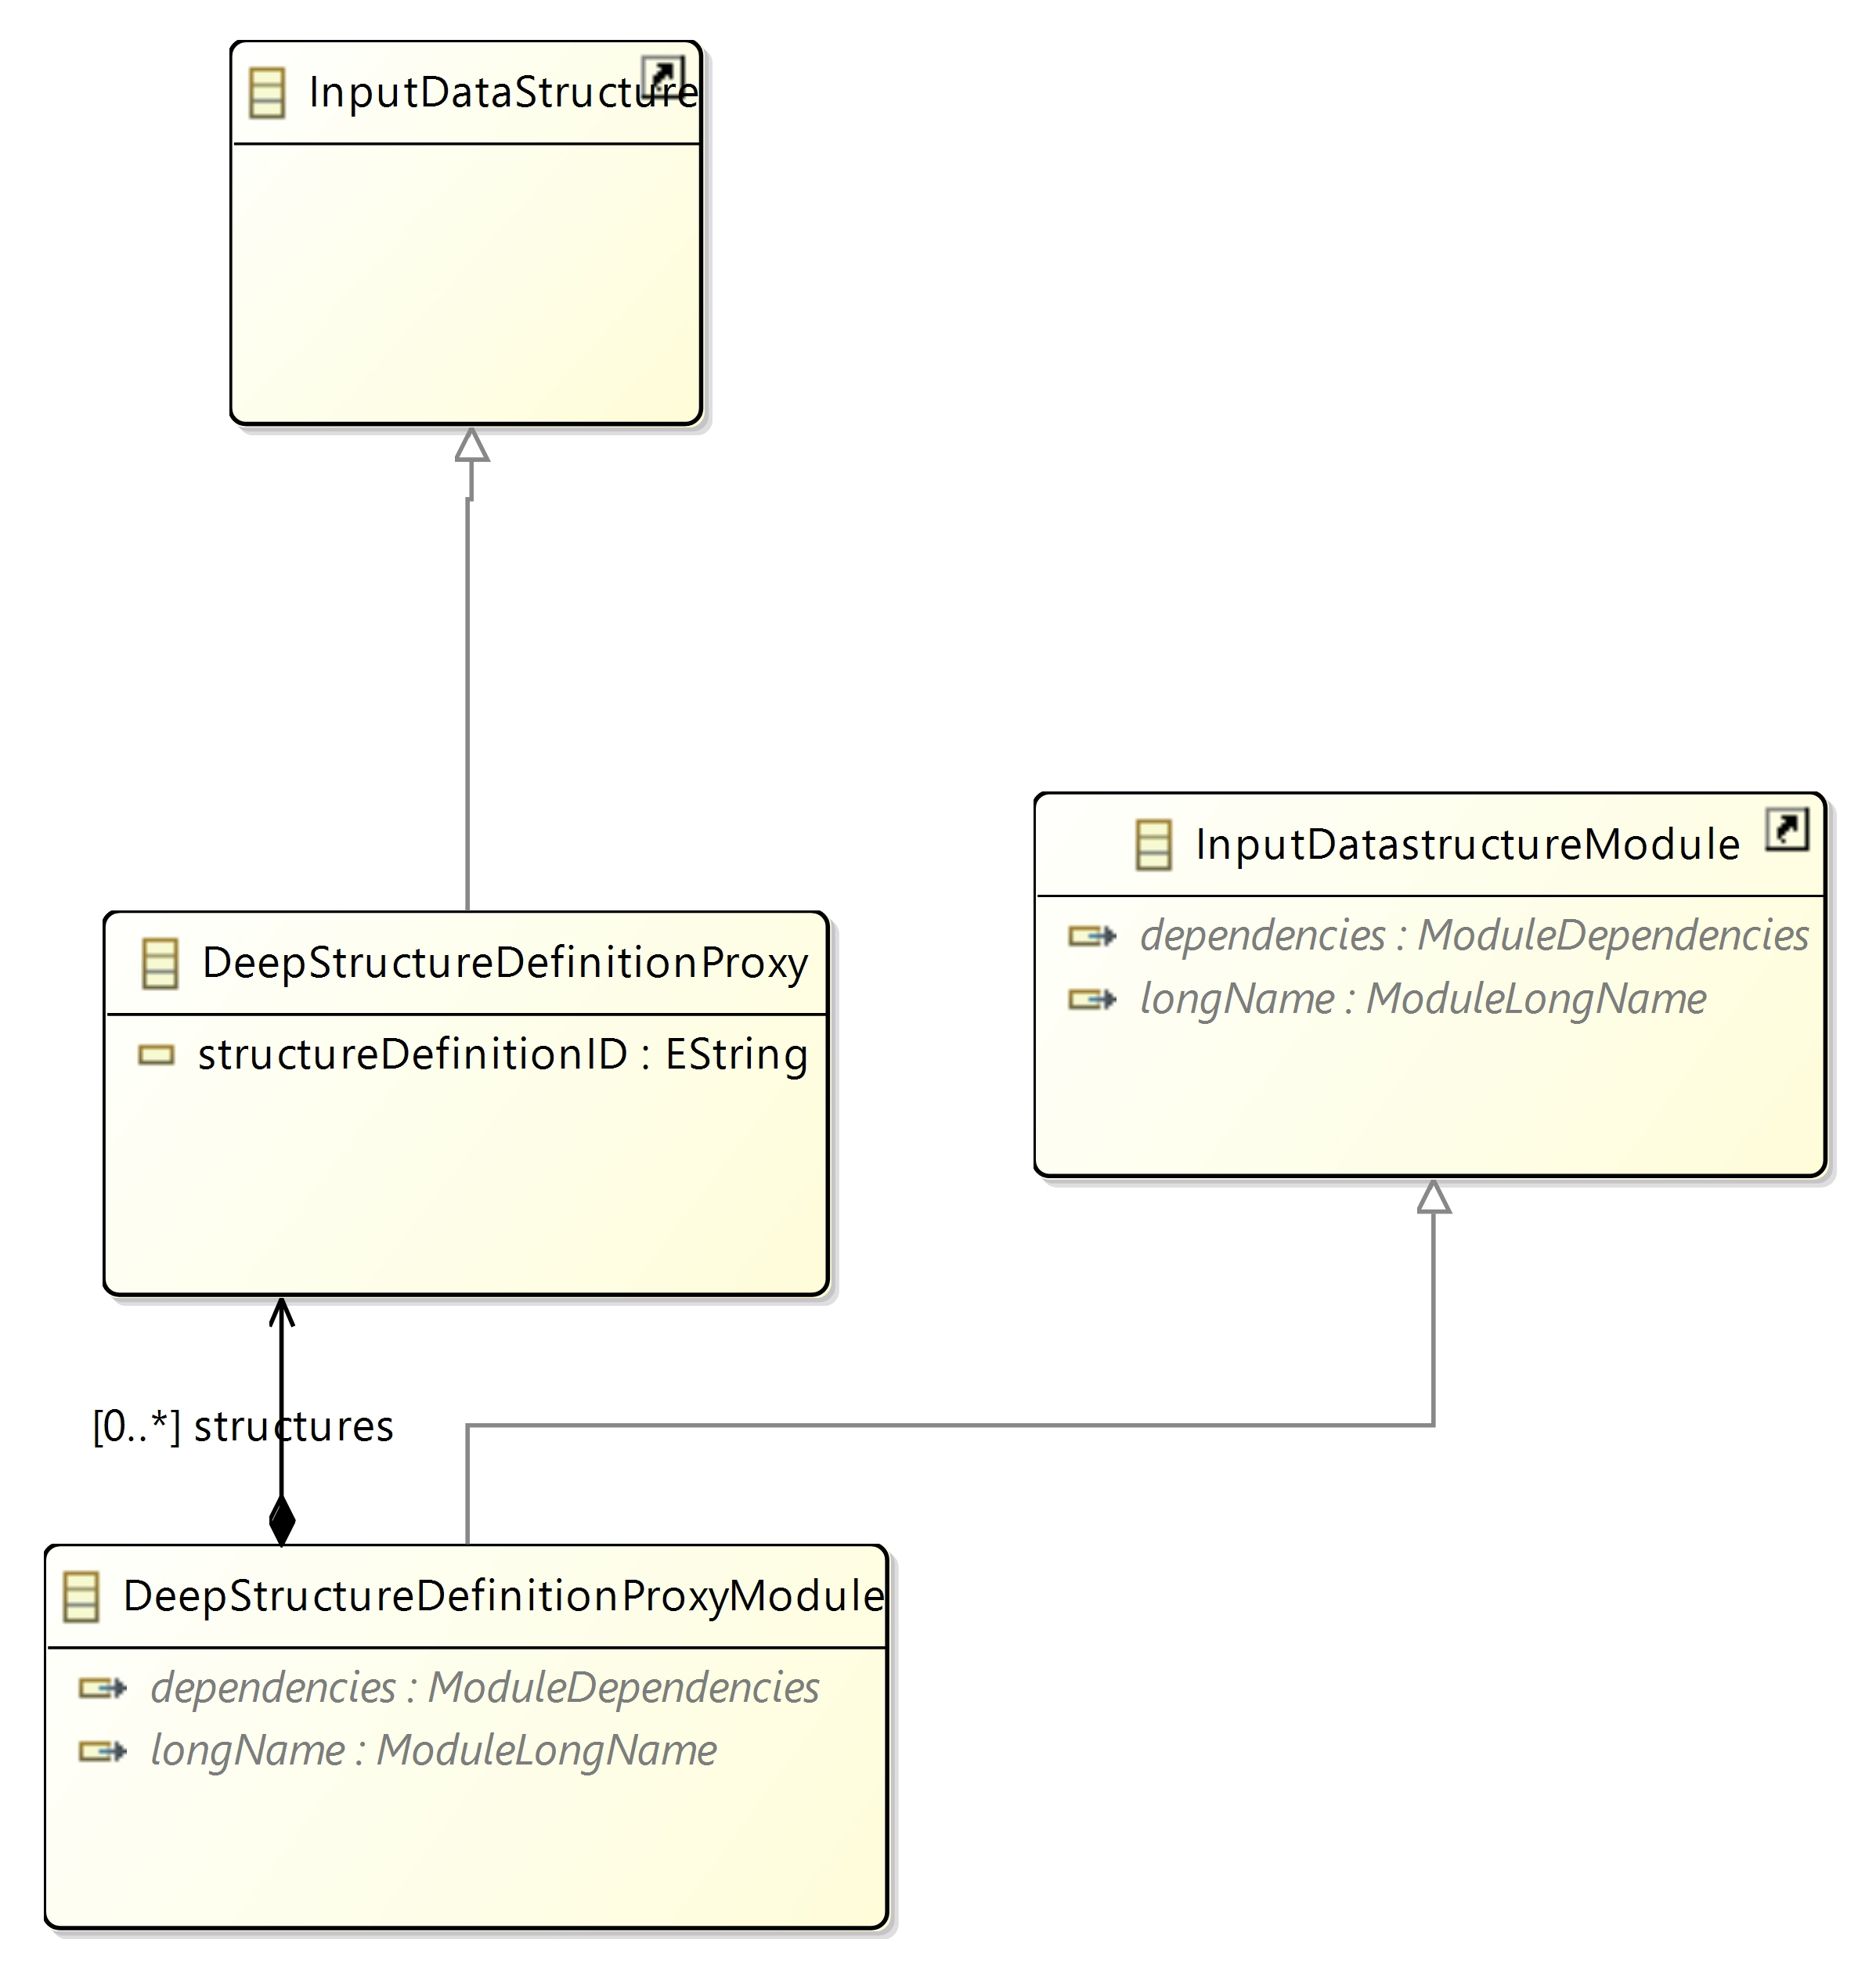 InputDataStructure
InputDatastructureModule
dependencies : ModuleDependencies
longName : ModuleLongName
DeepStructureDefinitionProxy
structureDefinitionID : EString
[0..*] structures
DeepStructureDefinitionProxyModule
dependencies : ModuleDependencies
longName : ModuleLongName